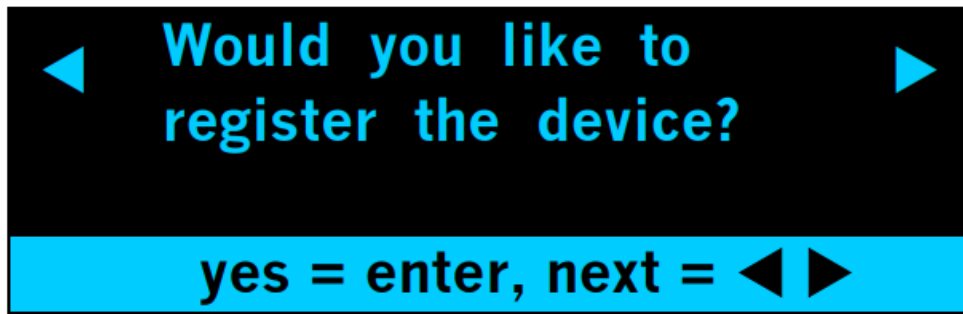 Would you like to
register the device?
yes = enter, next = ◀ ▶